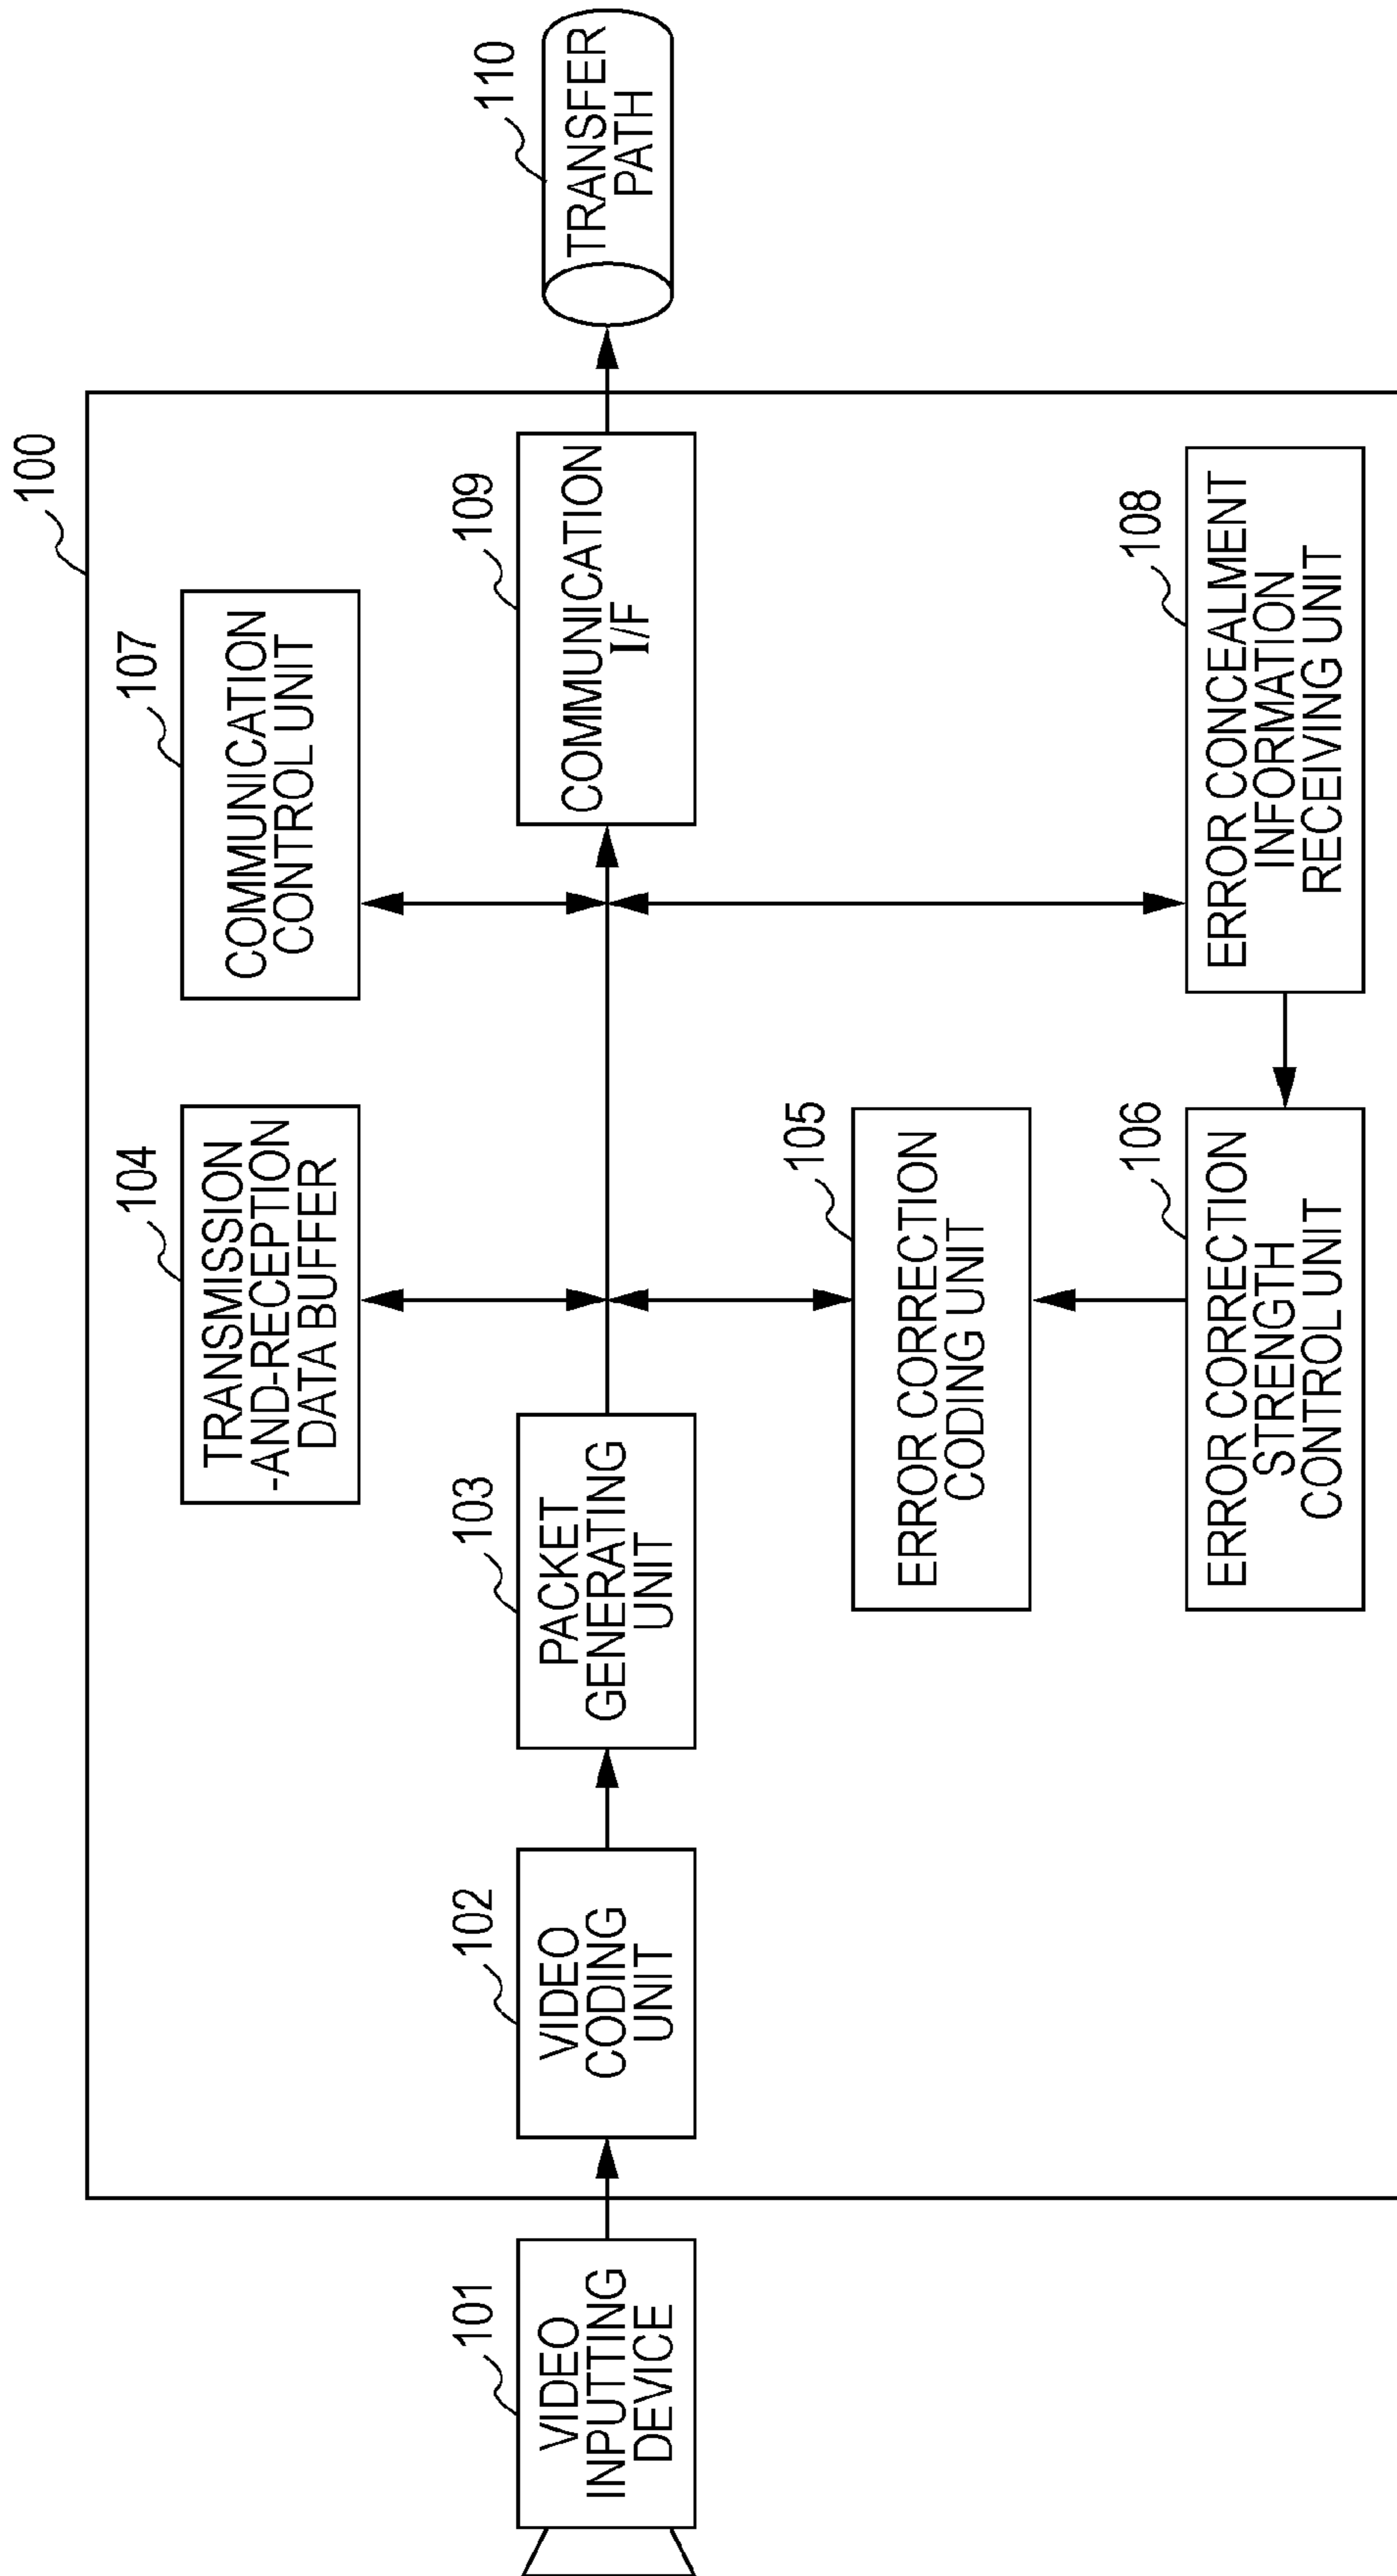 100
107
COMMUNICATION
CONTROL UNIT
104
TRANSMISSION
-AND-RECEPTION
DATA BUFFER
101
VIDEO
INPUTTING
DEVICE
102
VIDEO
CODING
UNIT
103
PACKET
GENERATING
UNIT
109
COMMUNICATION
I/F
110
TRANSFER
PATH
105
ERROR CORRECTION
CODING UNIT
106
ERROR CORRECTION
STRENGTH
CONTROL UNIT
108
ERROR CONCEALMENT
INFORMATION
RECEIVING UNIT